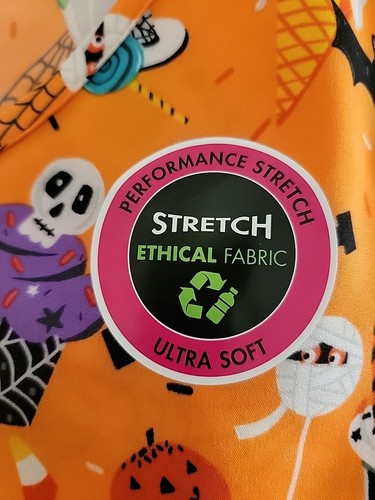 PERFORMANCE STRETCH
STRETCH
ETHICAL FABRIC
ULTRA SOFT